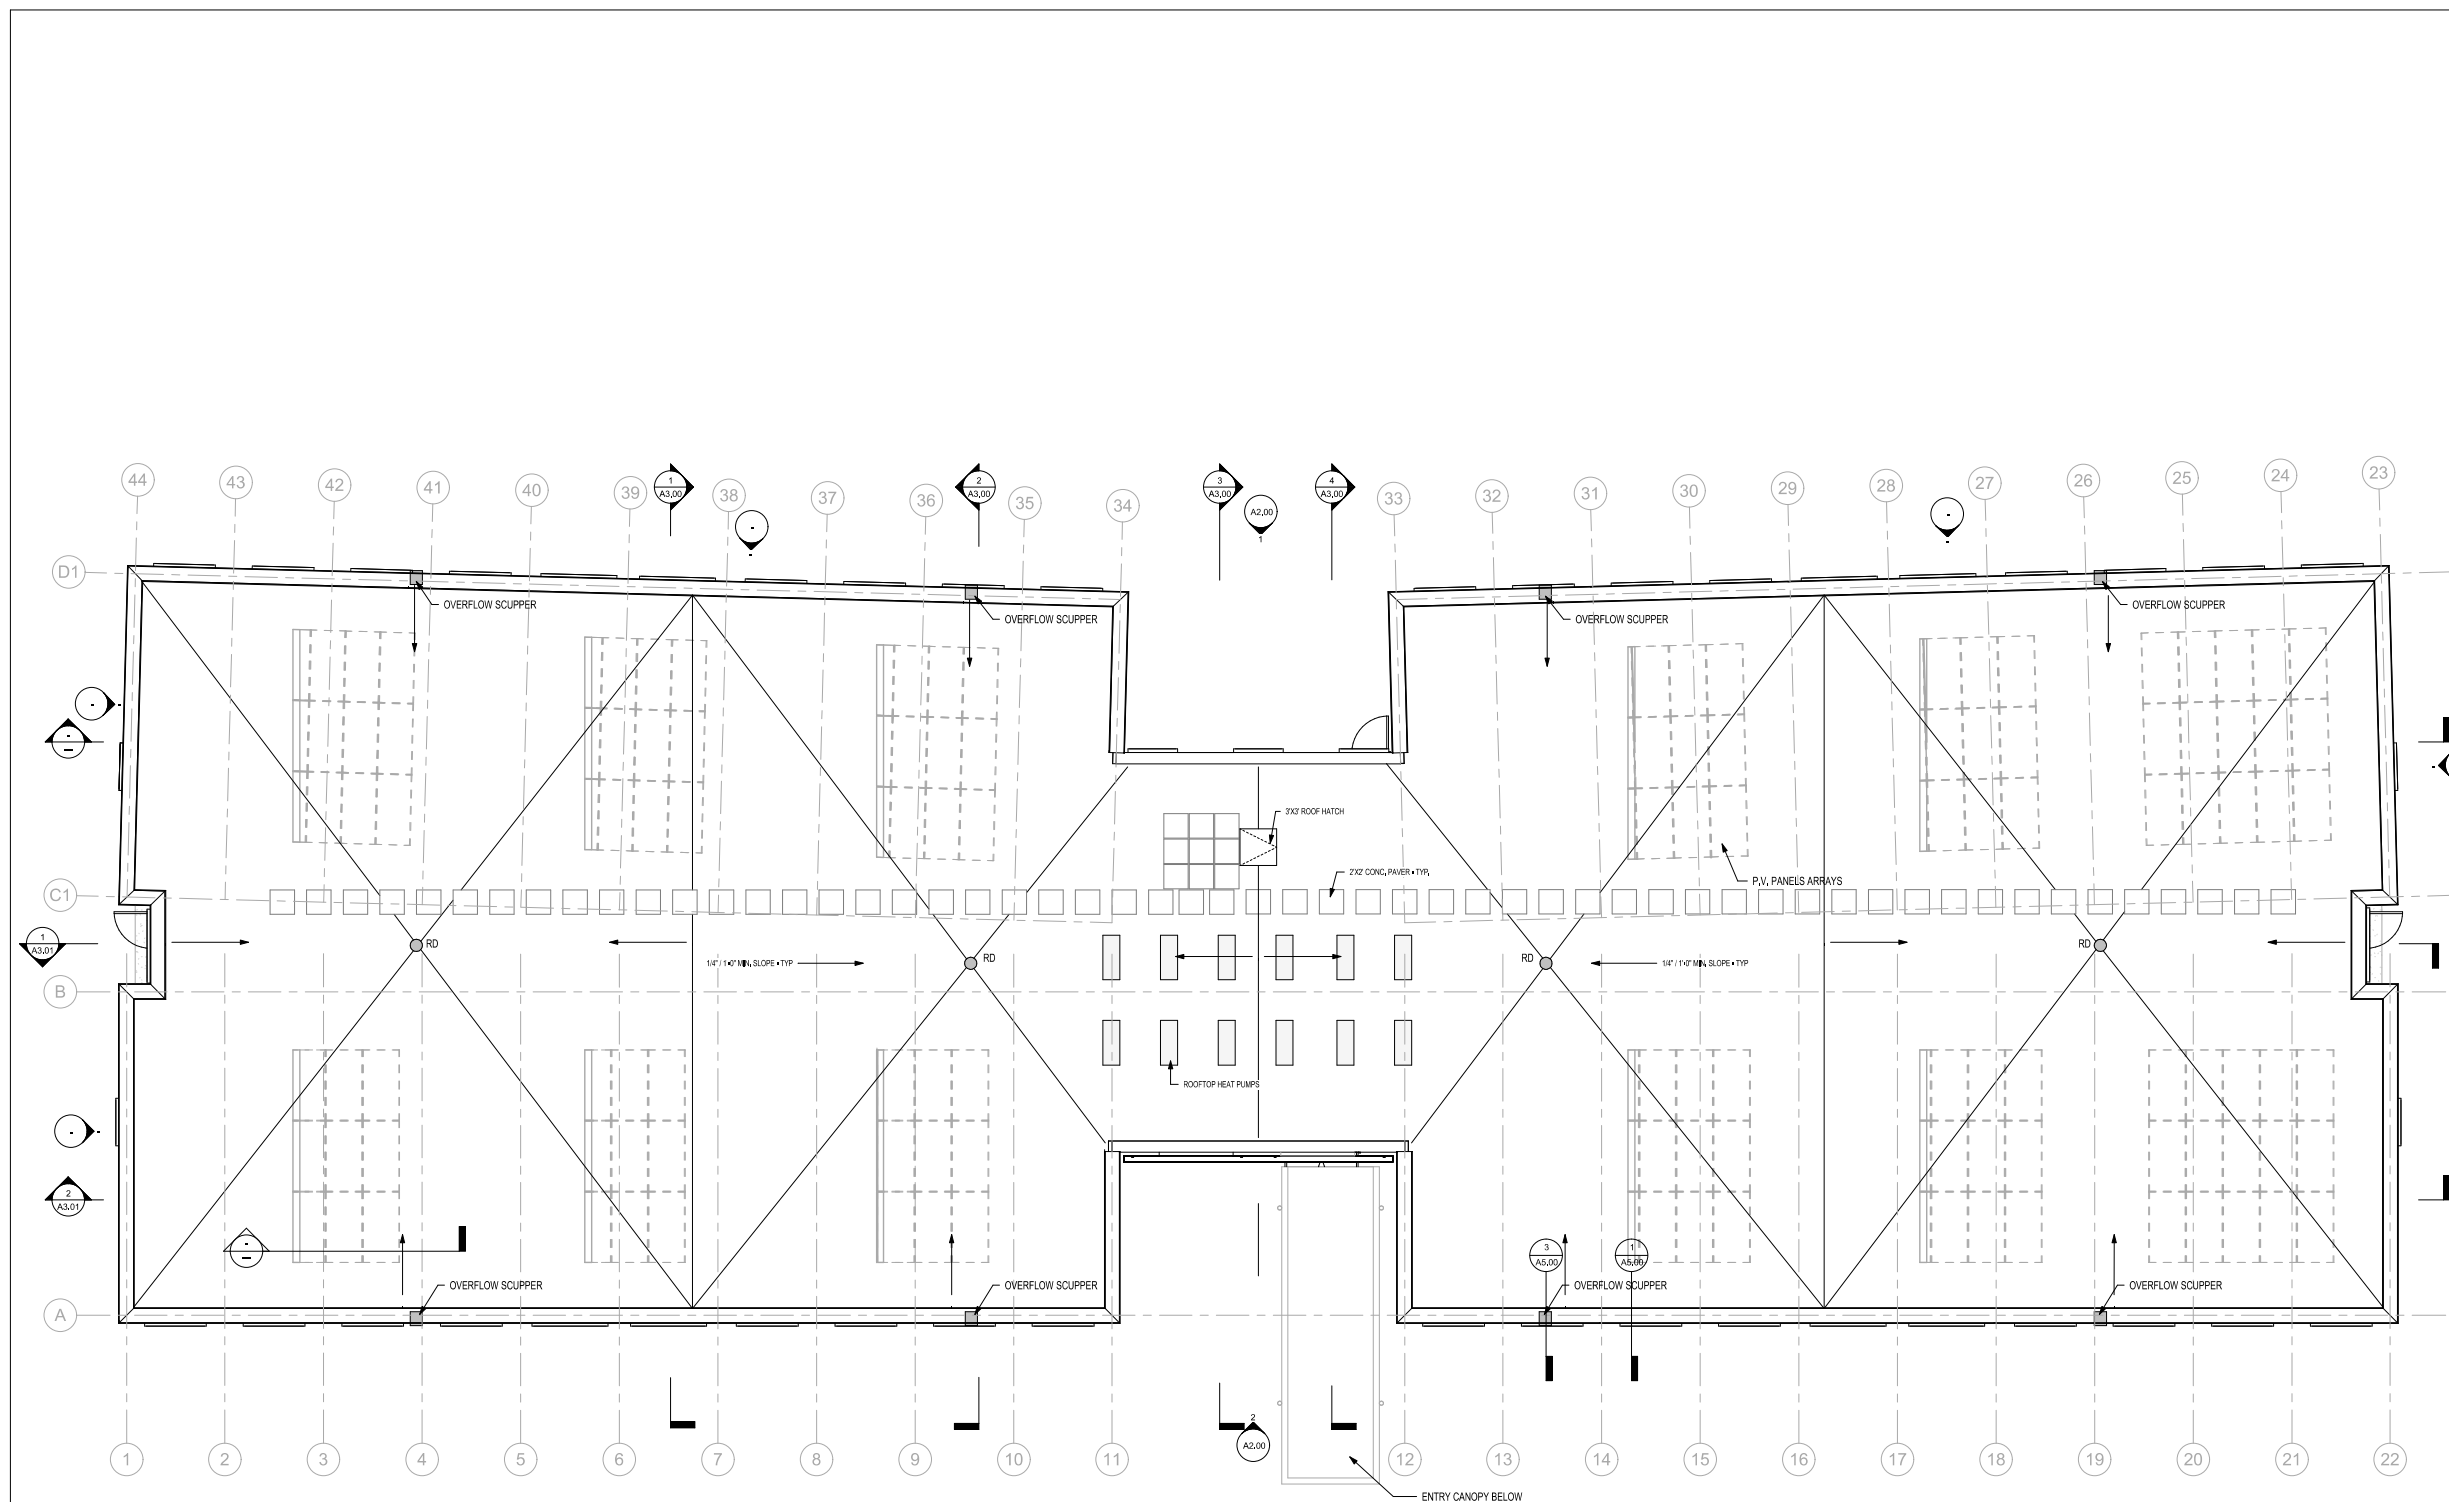 44 43 42 41 40 39 38 37 36 35 34 33 32 31 30 29 28 27 26 25 24 23
1
A3.00
2
A3.00
3
A3.00
4
A3.00
A2.00
1
-
-
-
-
D1
OVERFLOW SCUPPER
OVERFLOW SCUPPER
OVERFLOW SCUPPER
OVERFLOW SCUPPER
3'X3' ROOF HATCH
2'X2' CONC. PAVER - TYP.
P.V. PANELS ARRAYS
C1
1
A3.01
RD
RD
RD
RD
1/4" / 1'-0" MIN. SLOPE - TYP
1/4" / 1'-0" MIN. SLOPE - TYP
B
ROOFTOP HEAT PUMPS
2
A3.01
3
A5.00
1
A5.00
OVERFLOW SCUPPER
OVERFLOW SCUPPER
OVERFLOW SCUPPER
OVERFLOW SCUPPER
A
2
A2.00
1 2 3 4 5 6 7 8 9 10 11 12 13 14 15 16 17 18 19 20 21 22
ENTRY CANOPY BELOW